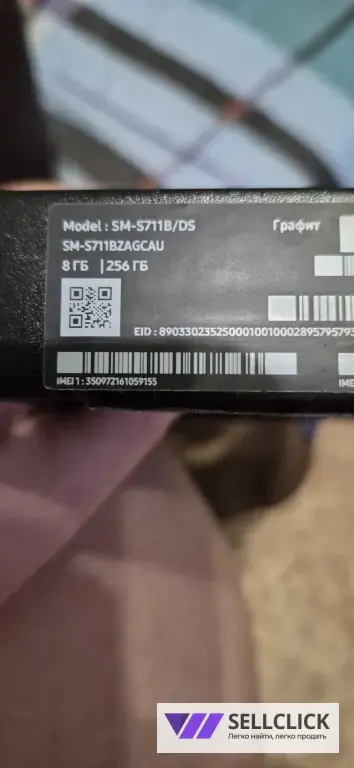 Model : SM-S711B/DS Графит
SM-S711BZAGCAU
8 ГБ | 256 ГБ
EID : 8903302352500010010002895795793
IMEI 1 : 350972161059155
IME
SELLCLICK
Легко найти, легко продать